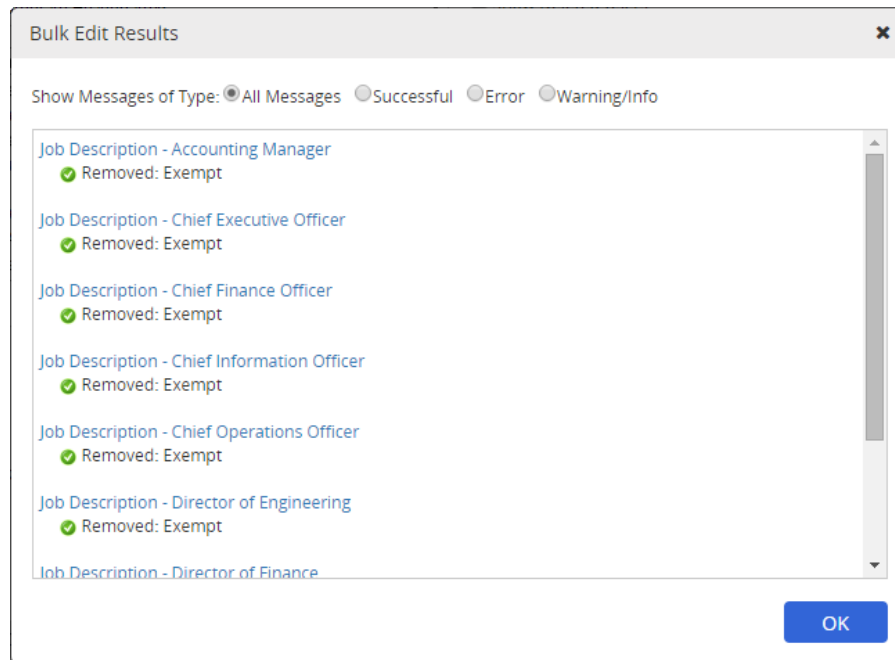 Bulk Edit Results
Show Messages of Type: All Messages Successful Error Warning/Info
Job Description - Accounting Manager
Removed: Exempt
Job Description - Chief Executive Officer
Removed: Exempt
Job Description - Chief Finance Officer
Removed: Exempt
Job Description - Chief Information Officer
Removed: Exempt
Job Description - Chief Operations Officer
Removed: Exempt
Job Description - Director of Engineering
Removed: Exempt
Job Description - Director of Finance
OK